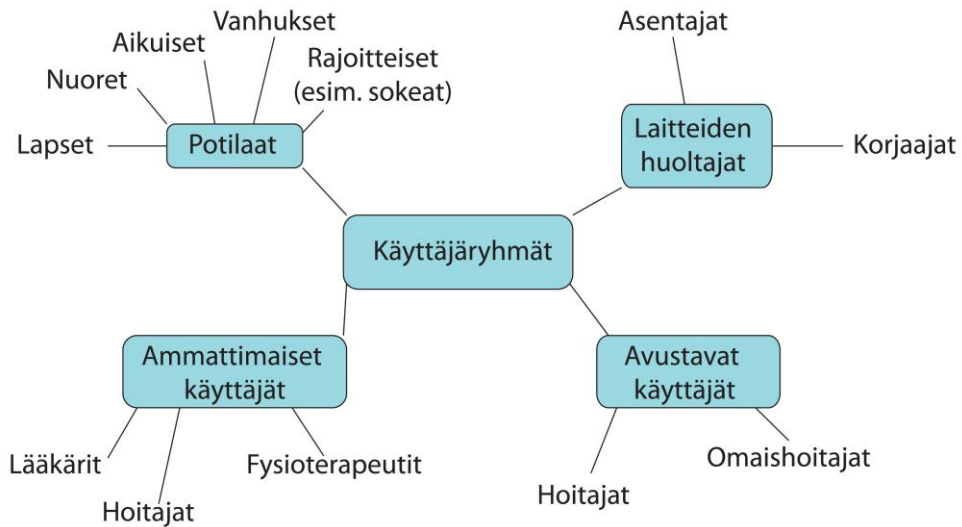 Vanhukset
Aikuiset
Nuoret
Rajoitteiset
(esim. sokeat)
Lapset
Potilaat
Asentajat
Laitteiden
huoltajat
Korjaajat
Käyttäjäryhmät
Ammattimaiset
käyttäjät
Lääkärit
Hoitajat
Fysioterapeutit
Avustavat
käyttäjät
Hoitajat
Omaishoitajat